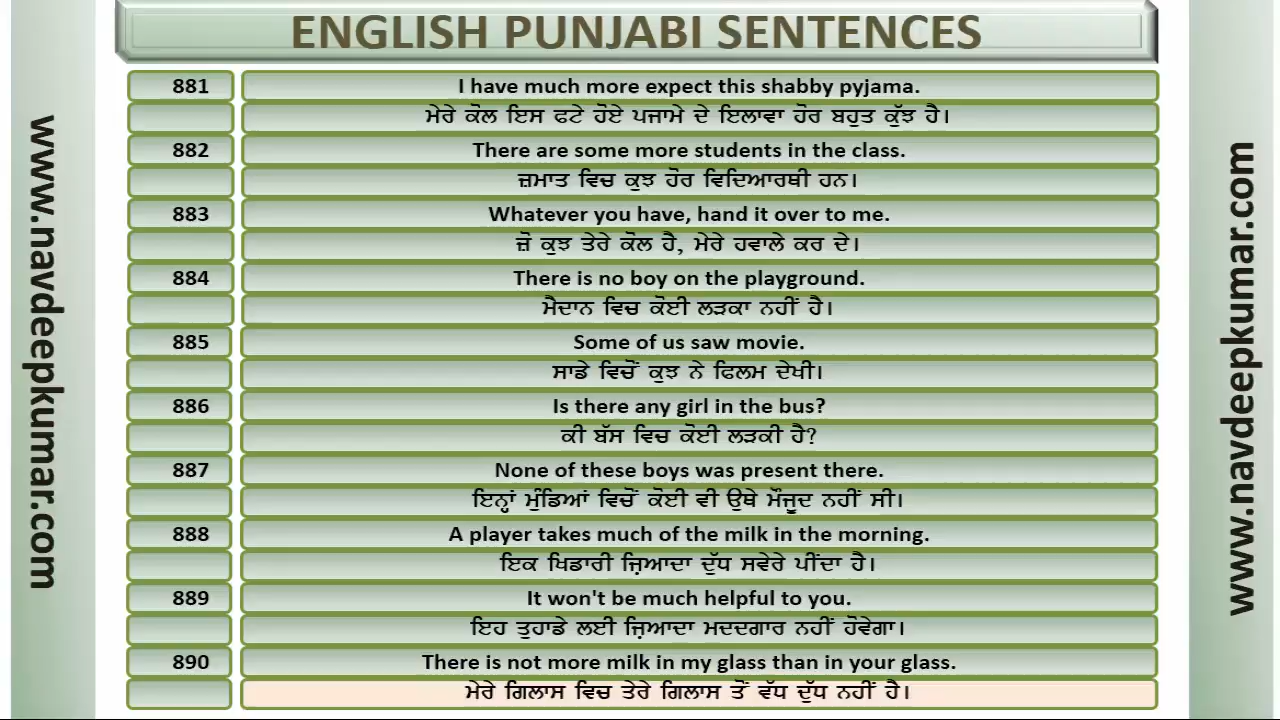 ENGLISH PUNJABI SENTENCES
www.navdeepkumar.com
881 I have much more expect this shabby pyjama.
ਮੇਰੇ ਕੋਲ ਇਸ ਫਟੇ ਹੋਏ ਪਜਾਮੇ ਦੇ ਇਲਾਵਾ ਹੋਰ ਬਹੁਤ ਕੁੱਝ ਹੈ।
882 There are some more students in the class.
ਜ਼ਮਾਤ ਵਿਚ ਕੁਝ ਹੋਰ ਵਿਦਿਆਰਥੀ ਹਨ।
883 Whatever you have, hand it over to me.
ਜ਼ੋ ਕੁਝ ਤੇਰੇ ਕੋਲ ਹੈ, ਮੇਰੇ ਹਵਾਲੇ ਕਰ ਦੇ।
884 There is no boy on the playground.
ਮੈਦਾਨ ਵਿਚ ਕੋਈ ਲੜਕਾ ਨਹੀਂ ਹੈ।
885 Some of us saw movie.
ਸਾਡੇ ਵਿਚੋਂ ਕੁਝ ਨੇ ਫਿਲਮ ਦੇਖੀ।
886 Is there any girl in the bus?
ਕੀ ਬੱਸ ਵਿਚ ਕੋਈ ਲੜਕੀ ਹੈ?
887 None of these boys was present there.
ਇਨ੍ਹਾਂ ਮੁੰਡਿਆਂ ਵਿਚੋਂ ਕੋਈ ਵੀ ਉਥੇ ਮੌਜੂਦ ਨਹੀਂ ਸੀ।
888 A player takes much of the milk in the morning.
ਇਕ ਖਿਡਾਰੀ ਜ਼ਿਆਦਾ ਦੁੱਧ ਸਵੇਰੇ ਪੀਂਦਾ ਹੈ।
889 It won't be much helpful to you.
ਇਹ ਤੁਹਾਡੇ ਲਈ ਜ਼ਿਆਦਾ ਮਦਦਗਾਰ ਨਹੀਂ ਹੋਵੇਗਾ।
890 There is not more milk in my glass than in your glass.
ਮੇਰੇ ਗਿਲਾਸ ਵਿਚ ਤੇਰੇ ਗਿਲਾਸ ਤੋਂ ਵੱਧ ਦੁੱਧ ਨਹੀਂ ਹੈ।
www.navdeepkumar.com